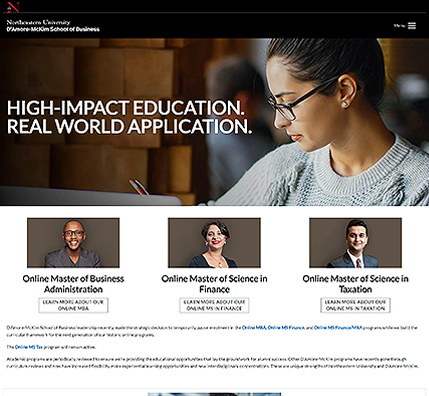 N
Northeastern University
D'Amore-McKim School of Business
Menu
HIGH-IMPACT EDUCATION.
REAL WORLD APPLICATION.
Online Master of Business
Administration
LEARN MORE ABOUT OUR
ONLINE MBA
Online Master of Science in
Finance
LEARN MORE ABOUT OUR
ONLINE MS IN FINANCE
Online Master of Science in
Taxation
LEARN MORE ABOUT OUR
ONLINE MS IN TAXATION
D'Amore-McKim School of Business leadership recently made the strategic decision to temporarily pause enrollment in the Online MBA, Online MS Finance, and Online MS Finance/MBA programs while we build the
curricular framework for the next generation of our historic online programs.
The Online MS Tax program will remain active.
Academic programs are periodically reviewed to ensure we're providing the educational opportunities that lay the groundwork for alumni success. Other D'Amore-McKim programs have recently gone through
curriculum reviews and now have increased flexibility, more experiential learning opportunities and new interdisciplinary concentrations. These are unique strengths of Northeastern University and D'Amore-McKim.